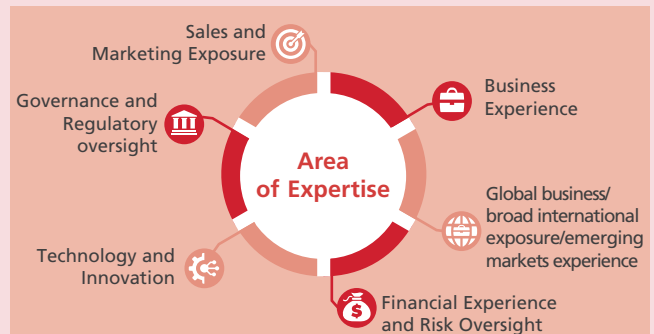 Sales and
Marketing Exposure
Governance and
Regulatory
oversight
Technology and
Innovation
Area
of Expertise
Business
Experience
Global business/
broad international
exposure/emerging
markets experience
$
Financial Experience
and Risk Oversight